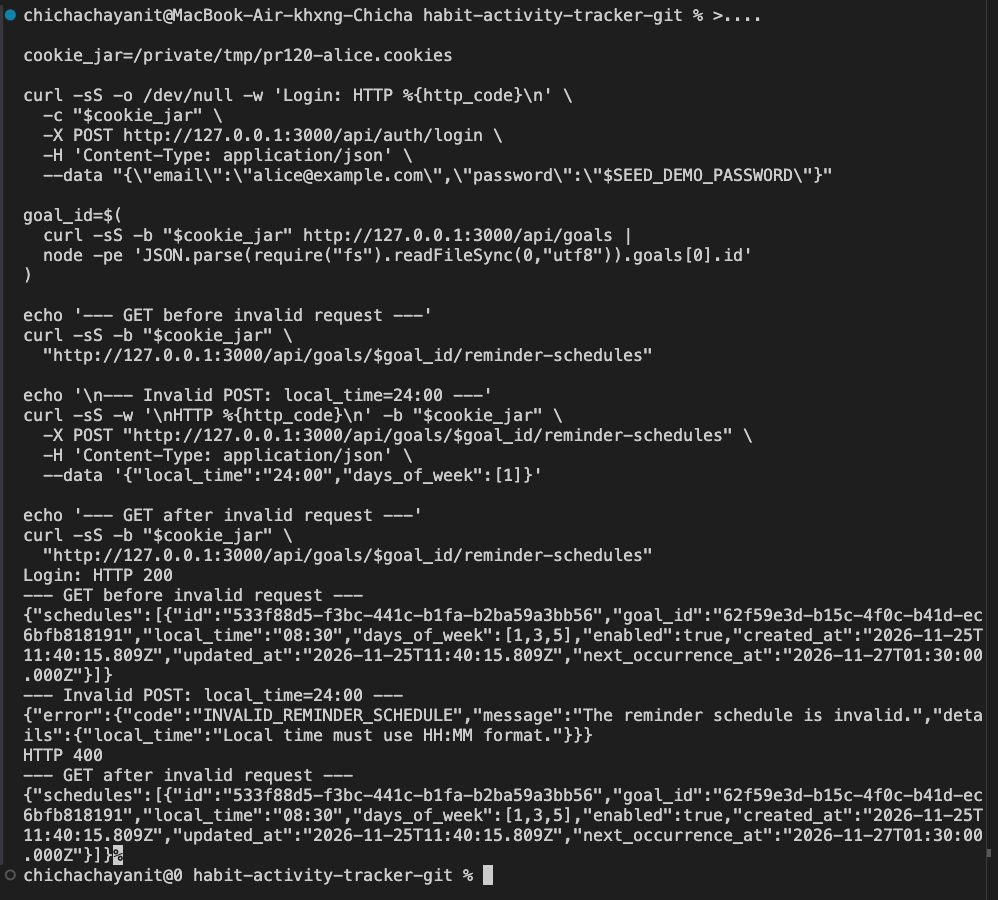 chichachayanit@MacBook-Air-khxng-Chicha habit-activity-tracker-git % >....

cookie_jar=/private/tmp/pr120-alice.cookies

curl -sS -o /dev/null -w 'Login: HTTP %{http_code}\n' \
  -c "$cookie_jar" \
  -X POST http://127.0.0.1:3000/api/auth/login \
  -H 'Content-Type: application/json' \
  --data "{\"email\":\"alice@example.com\",\"password\":\"$SEED_DEMO_PASSWORD\"}"

goal_id=$(
  curl -sS -b "$cookie_jar" http://127.0.0.1:3000/api/goals |
  node -pe 'JSON.parse(require("fs").readFileSync(0,"utf8")).goals[0].id'
)

echo '--- GET before invalid request ---'
curl -sS -b "$cookie_jar" \
  "http://127.0.0.1:3000/api/goals/$goal_id/reminder-schedules"

echo '\n--- Invalid POST: local_time=24:00 ---'
curl -sS -w '\nHTTP %{http_code}\n' -b "$cookie_jar" \
  -X POST "http://127.0.0.1:3000/api/goals/$goal_id/reminder-schedules" \
  -H 'Content-Type: application/json' \
  --data '{"local_time":"24:00","days_of_week":[1]}'

echo '--- GET after invalid request ---'
curl -sS -b "$cookie_jar" \
  "http://127.0.0.1:3000/api/goals/$goal_id/reminder-schedules"
Login: HTTP 200
--- GET before invalid request ---
{"schedules":[{"id":"533f88d5-f3bc-441c-b1fa-b2ba59a3bb56","goal_id":"62f59e3d-b15c-4f0c-b41d-ec
6bfb818191","local_time":"08:30","days_of_week":[1,3,5],"enabled":true,"created_at":"2026-11-25T
11:40:15.809Z","updated_at":"2026-11-25T11:40:15.809Z","next_occurrence_at":"2026-11-27T01:30:00
.000Z"}]}
--- Invalid POST: local_time=24:00 ---
{"error":{"code":"INVALID_REMINDER_SCHEDULE","message":"The reminder schedule is invalid.","deta
ils":{"local_time":"Local time must use HH:MM format."}}}
HTTP 400
--- GET after invalid request ---
{"schedules":[{"id":"533f88d5-f3bc-441c-b1fa-b2ba59a3bb56","goal_id":"62f59e3d-b15c-4f0c-b41d-ec
6bfb818191","local_time":"08:30","days_of_week":[1,3,5],"enabled":true,"created_at":"2026-11-25T
11:40:15.809Z","updated_at":"2026-11-25T11:40:15.809Z","next_occurrence_at":"2026-11-27T01:30:00
.000Z"}]}%
chichachayanit@0 habit-activity-tracker-git %